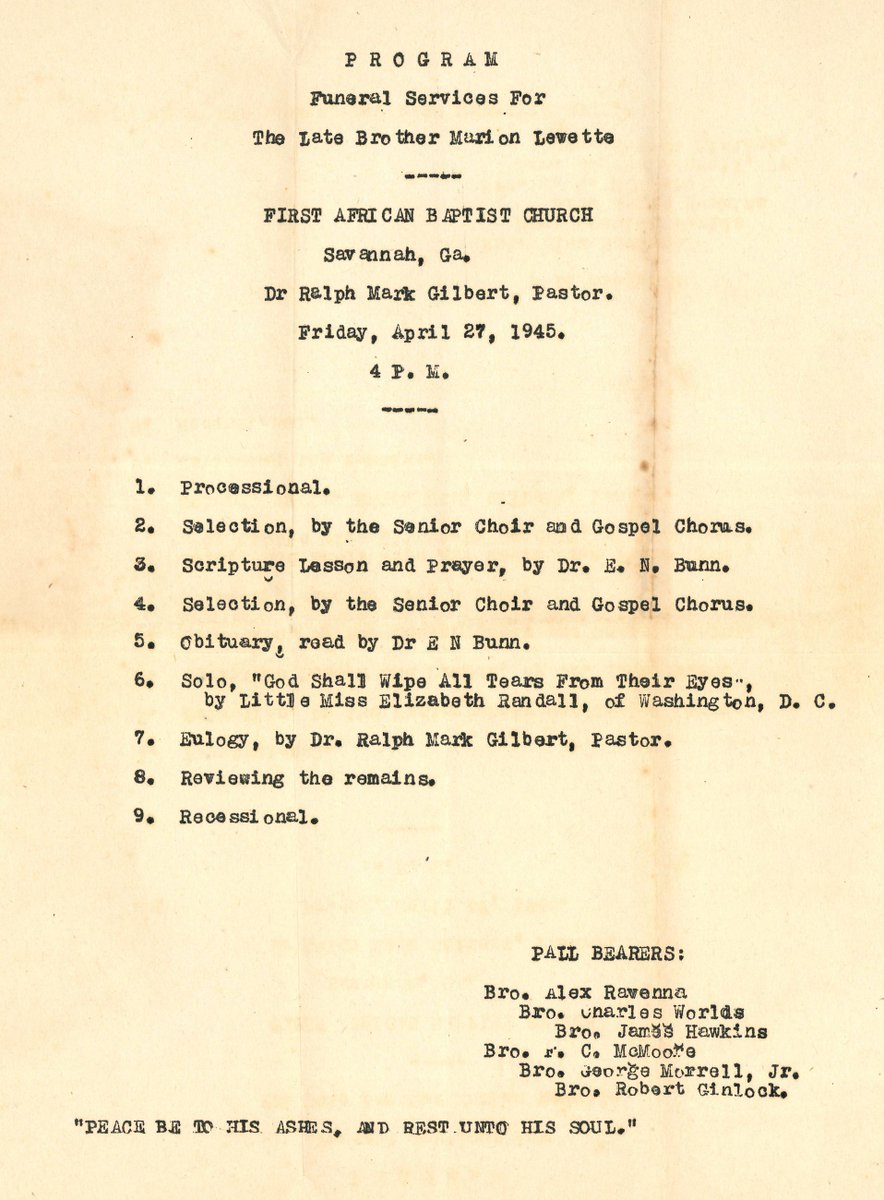 P R O G R A M
Funeral Services For
The Late Brother Marion Lewette
-----
FIRST AFRICAN BAPTIST CHURCH
Savannah, Ga.
Dr Ralph Mark Gilbert, Pastor.
Friday, April 27, 1945.
4 P. M.
-----
1. Processional.
2. Selection, by the Senior Choir and Gospel Chorus.
3. Scripture Lesson and Prayer, by Dr. E. N. Bunn.
4. Selection, by the Senior Choir and Gospel Chorus.
5. Obituary, read by Dr E N Bunn.
6. Solo, "God Shall Wipe All Tears From Their Eyes",
by Little Miss Elizabeth Randall, of Washington, D. C.
7. Eulogy, by Dr. Ralph Mark Gilbert, Pastor.
8. Reviewing the remains.
9. Recessional.
PALL BEARERS:
Bro. Alex Ravenna
Bro. Charles Worlds
Bro. James Hawkins
Bro. C. McMoore
Bro. George Morrell, Jr.
Bro. Robert Ginlock.
"PEACE BE TO HIS ASHES, AND REST UNTO HIS SOUL."